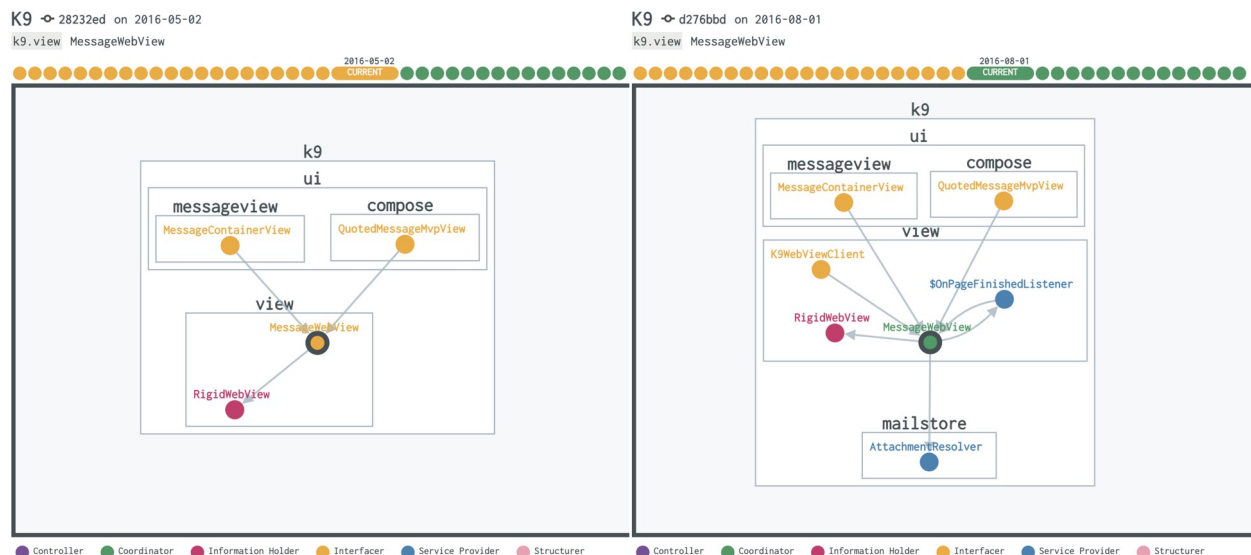 K9 28232ed on 2016-05-02
k9.view MessageWebView
2016-05-02
CURRENT
k9
ui
messageview
compose
MessageContainerView
QuotedMessageMvpView
view
MessageWebView
RigidWebView
Controller Coordinator Information Holder Interfacer Service Provider Structurer
K9 d276bbd on 2016-08-01
k9.view MessageWebView
2016-08-01
CURRENT
k9
ui
messageview
compose
MessageContainerView
QuotedMessageMvpView
view
K9WebViewClient
$OnPageFinishedListener
RigidWebView
MessageWebView
mailstore
AttachmentResolver
Controller Coordinator Information Holder Interfacer Service Provider Structurer